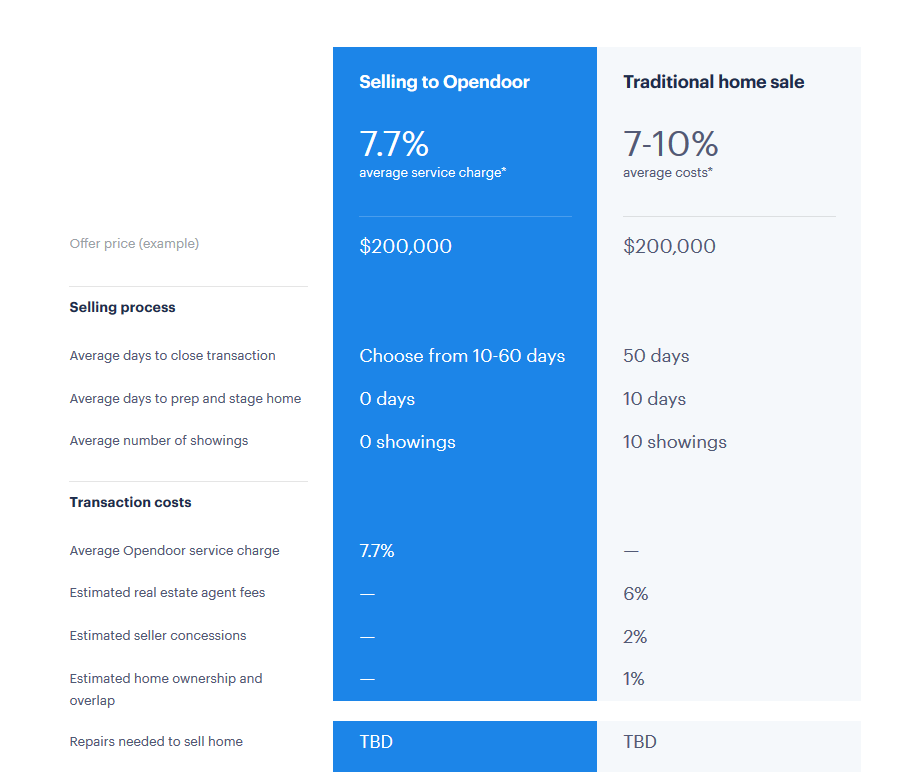 Selling to Opendoor Traditional home sale
7.7% 7-10%
average service charge* average costs*
Offer price (example) $200,000 $200,000
Selling process
Average days to close transaction Choose from 10-60 days 50 days
Average days to prep and stage home 0 days 10 days
Average number of showings 0 showings 10 showings
Transaction costs
Average Opendoor service charge 7.7% —
Estimated real estate agent fees — 6%
Estimated seller concessions — 2%
Estimated home ownership and — 1%
overlap
Repairs needed to sell home TBD TBD